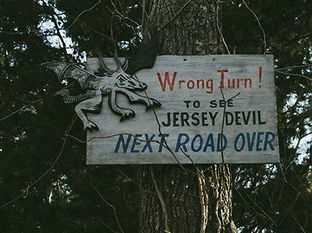 Wrong Turn!
TO SEE
JERSEY DEVIL
NEXT ROAD OVER